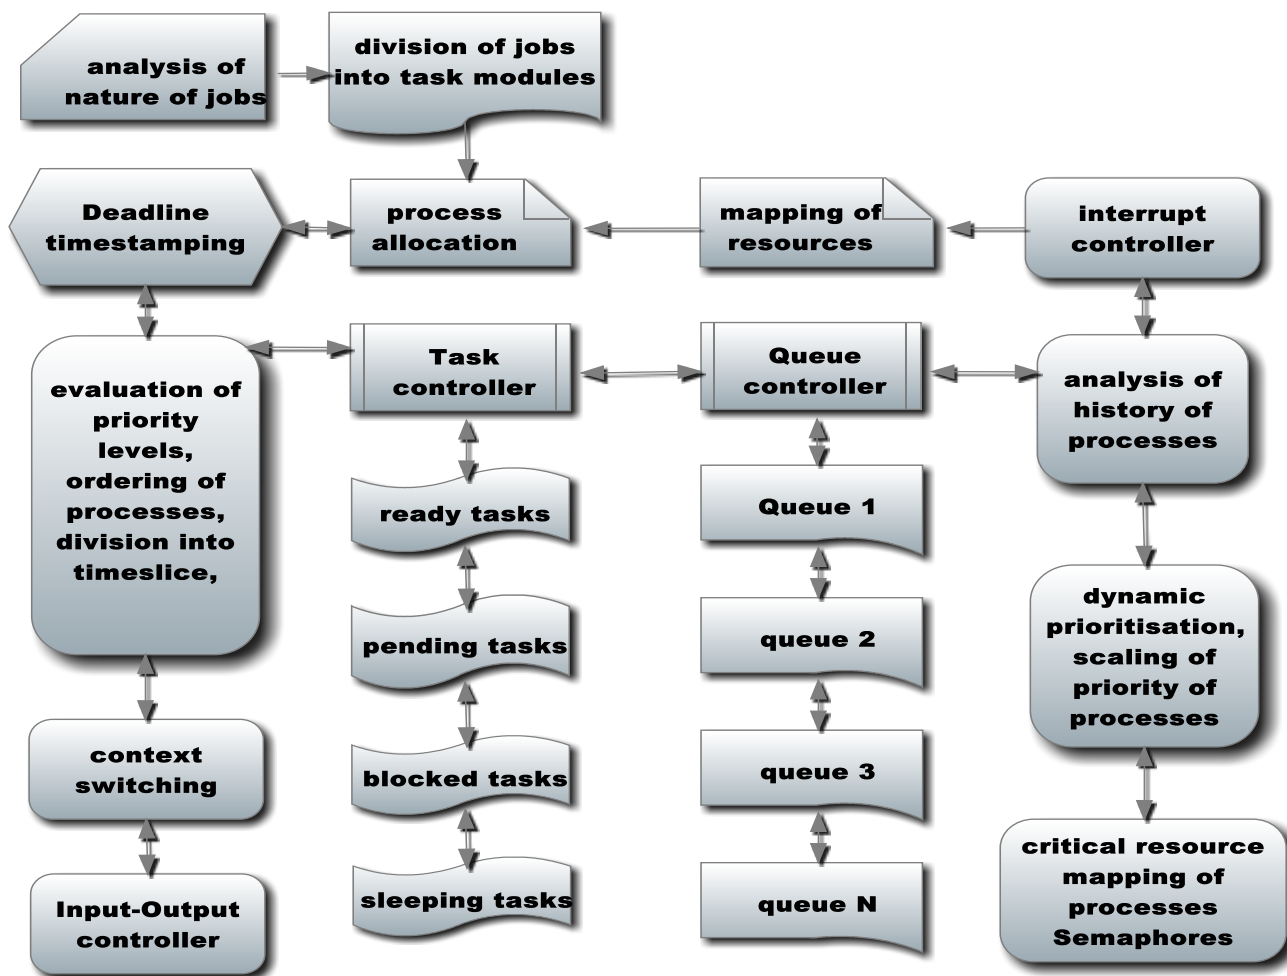 analysis of
nature of jobs
division of jobs
into task modules
Deadline
timestamping
process
allocation
mapping of
resources
interrupt
controller
evaluation of
priority
levels,
ordering of
processes,
division into
timeslice,
Task
controller
Queue
controller
analysis of
history of
processes
ready tasks
Queue 1
pending tasks
queue 2
dynamic
prioritisation,
scaling of
priority of
processes
context
switching
blocked tasks
queue 3
Input-Output
controller
sleeping tasks
queue N
critical resource
mapping of
processes
Semaphores